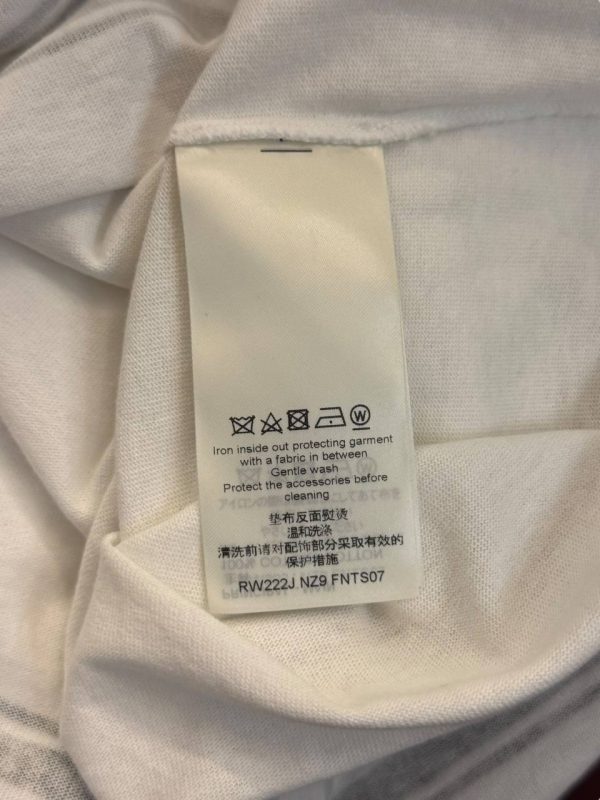 W
Iron inside out protecting garment
with a fabric in between
Gentle wash
Protect the accessories before
cleaning
垫布反面熨烫
温和洗涤
清洗前请对配饰部分采取有效的
保护措施
RW222J NZ9 FNTS07